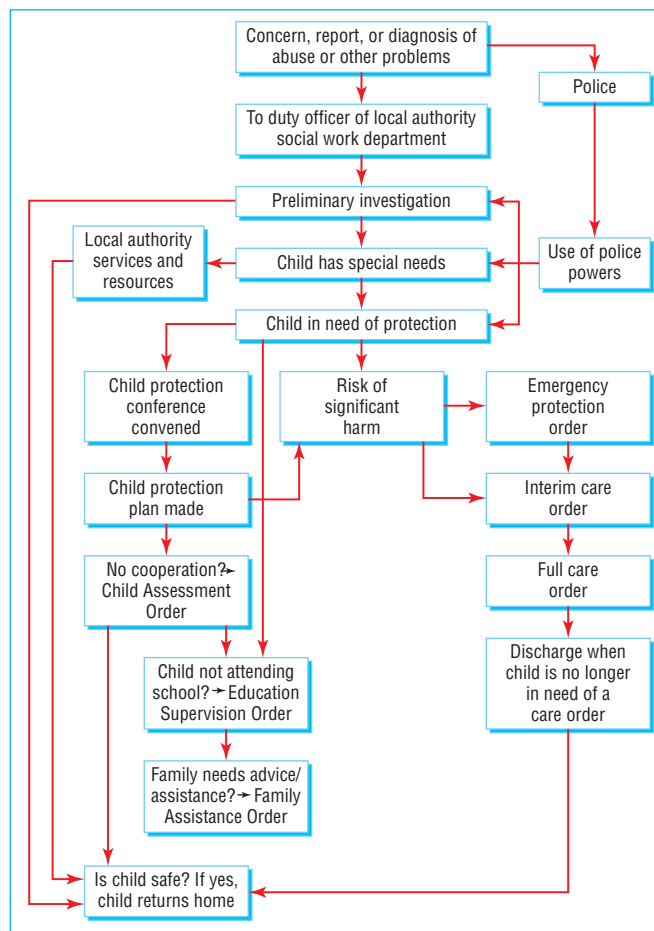 Concern, report, or diagnosis of
abuse or other problems
Police
To duty officer of local authority
social work department
Preliminary investigation
Local authority
services and
resources
Child has special needs
Use of police
powers
Child in need of protection
Child protection
conference
convened
Risk of
significant
harm
Emergency
protection
order
Child protection
plan made
Interim care
order
No cooperation?→
Child Assessment
Order
Full care
order
Child not attending
school?→ Education
Supervision Order
Discharge when
child is no longer
in need of a
care order
Family needs advice/
assistance?→ Family
Assistance Order
Is child safe? If yes,
child returns home